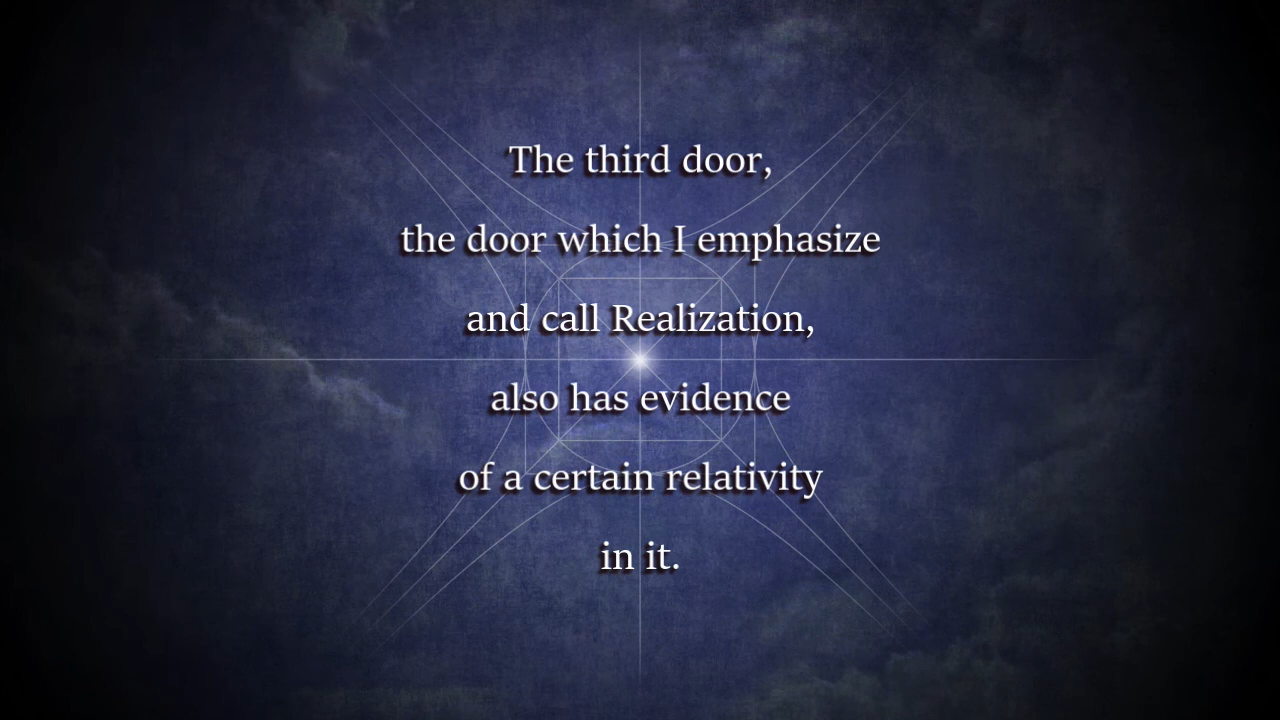 The third door,
the door which I emphasize
and call Realization,
also has evidence
of a certain relativity
in it.